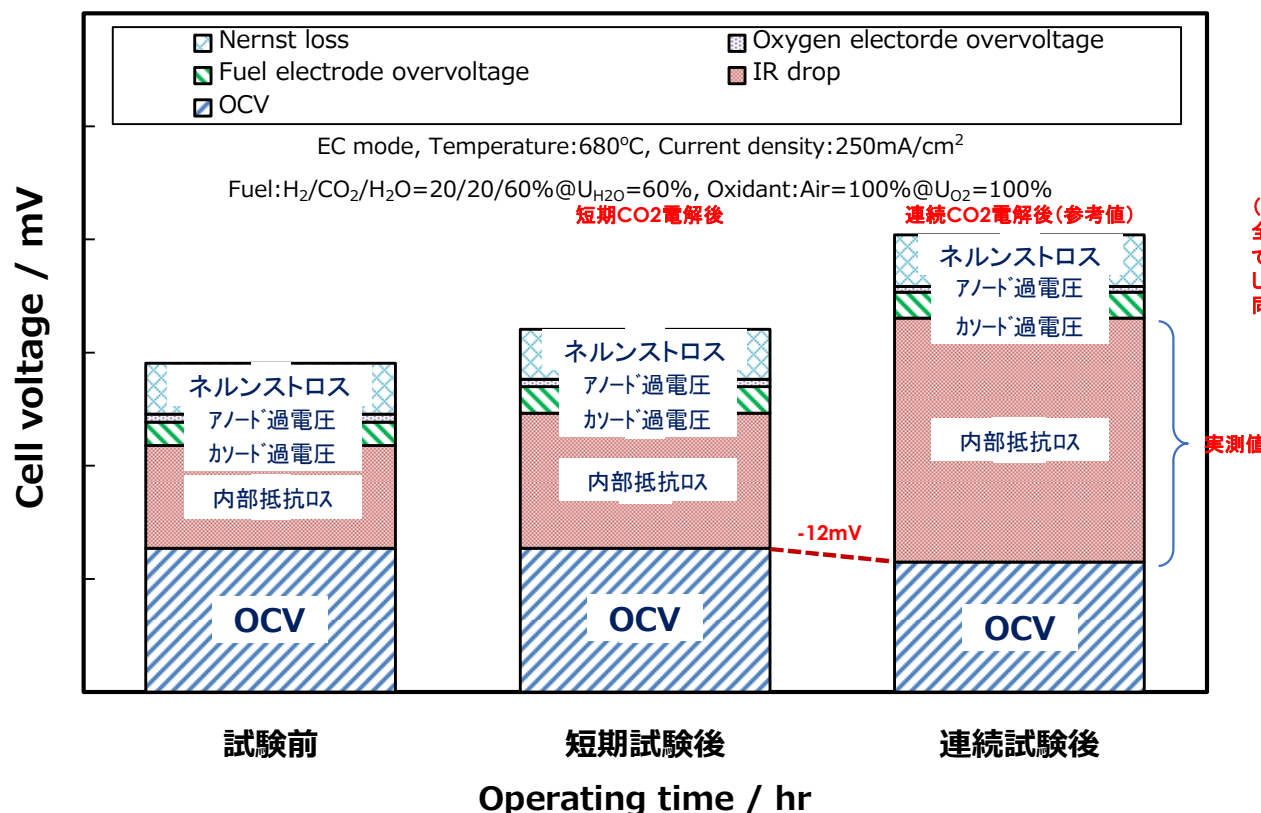 Nernst loss
Oxygen electorde overvoltage
Fuel electrode overvoltage
IR drop
OCV
EC mode, Temperature:680℃, Current density:250mA/cm²
Fuel:H₂/CO₂/H₂O=20/20/60%@U_H2O=60%, Oxidant:Air=100%@U_O2=100%
短期CO2電解後
連続CO2電解後(参考値)
Cell voltage / mV
ネルンストロス
アノード過電圧
カソード過電圧
内部抵抗ロス
OCV
ネルンストロス
アノード過電圧
カソード過電圧
内部抵抗ロス
OCV
-12mV
ネルンストロス
アノード過電圧
カソード過電圧
内部抵抗ロス
OCV
実測値
試験前
短期試験後
連続試験後
Operating time / hr